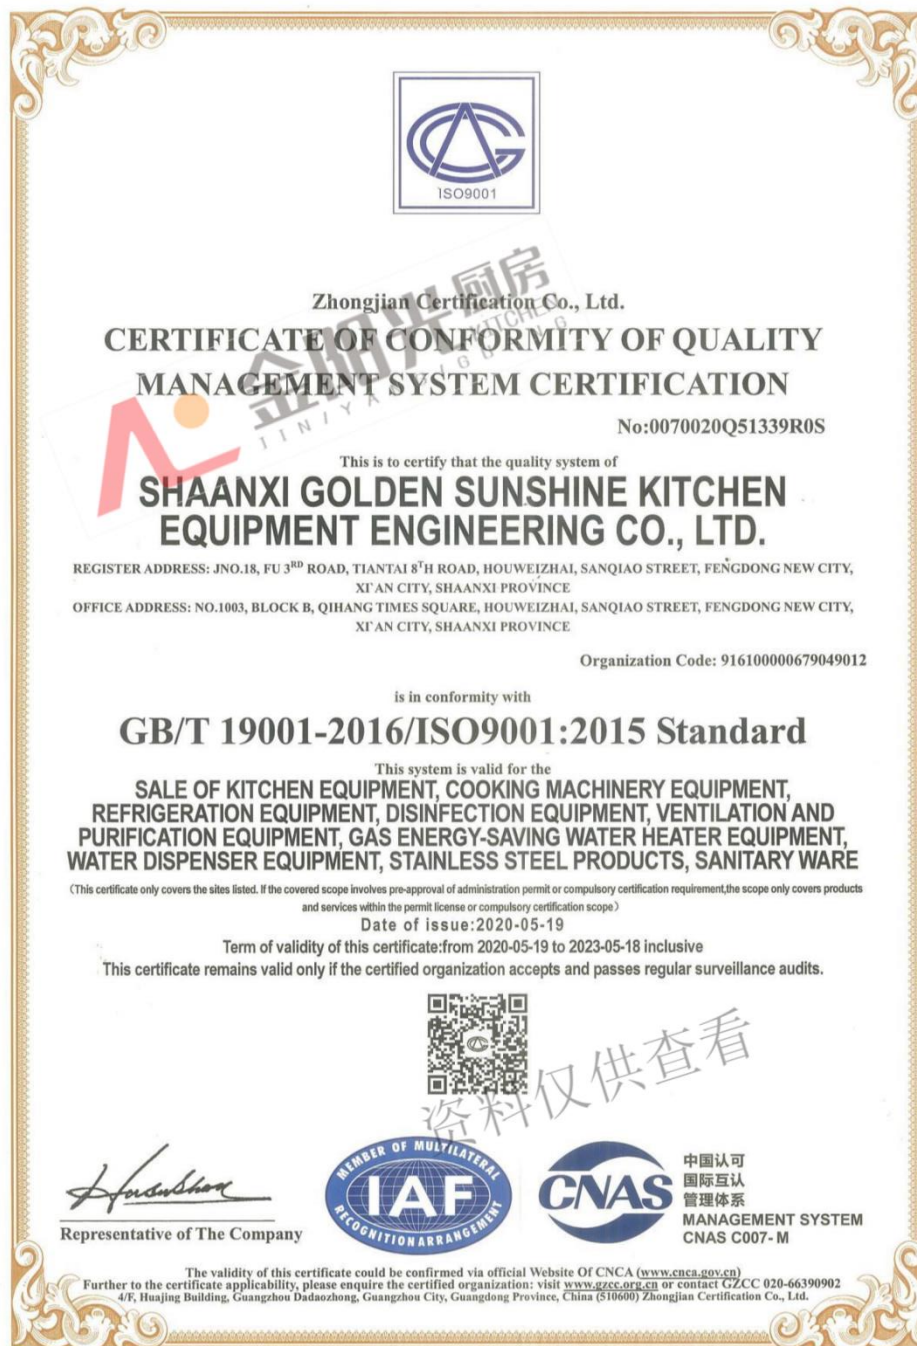 ISO9001
Zhongjian Certification Co., Ltd.
CERTIFICATE OF CONFORMITY OF QUALITY
MANAGEMENT SYSTEM CERTIFICATION
金阳光厨房
KITCHEN
No:0070020Q51339R0S
This is to certify that the quality system of
SHAANXI GOLDEN SUNSHINE KITCHEN
EQUIPMENT ENGINEERING CO., LTD.
REGISTER ADDRESS: JNO.18, FU 3RD ROAD, TIANTAI 8TH ROAD, HOUWEIZHAI, SANQIAO STREET, FENGDONG NEW CITY,
XI'AN CITY, SHAANXI PROVINCE
OFFICE ADDRESS: NO.1003, BLOCK B, QIHANG TIMES SQUARE, HOUWEIZHAI, SANQIAO STREET, FENGDONG NEW CITY,
XI'AN CITY, SHAANXI PROVINCE
Organization Code: 916100000679049012
is in conformity with
GB/T 19001-2016/ISO9001:2015 Standard
This system is valid for the
SALE OF KITCHEN EQUIPMENT, COOKING MACHINERY EQUIPMENT,
REFRIGERATION EQUIPMENT, DISINFECTION EQUIPMENT, VENTILATION AND
PURIFICATION EQUIPMENT, GAS ENERGY-SAVING WATER HEATER EQUIPMENT,
WATER DISPENSER EQUIPMENT, STAINLESS STEEL PRODUCTS, SANITARY WARE
(This certificate only covers the sites listed. If the covered scope involves pre-approval of administration permit or compulsory certification requirement,the scope only covers products
and services within the permit license or compulsory certification scope)
Date of issue:2020-05-19
Term of validity of this certificate:from 2020-05-19 to 2023-05-18 inclusive
This certificate remains valid only if the certified organization accepts and passes regular surveillance audits.
资料仅供查看
Representative of The Company
MEMBER OF MULTILATERAL
IAF
RECOGNITION ARRANGEMENT
CNAS
中国认可
国际互认
管理体系
MANAGEMENT SYSTEM
CNAS C007-M
The validity of this certificate could be confirmed via official Website Of CNCA (www.cnca.gov.cn)
Further to the certificate applicability, please enquire the certified organization: visit www.gzcc.org.cn or contact GZCC 020-66390902
4/F, Huajing Building, Guangzhou Dadaozhong, Guangzhou City, Guangdong Province, China (510600) Zhongjian Certification Co., Ltd.